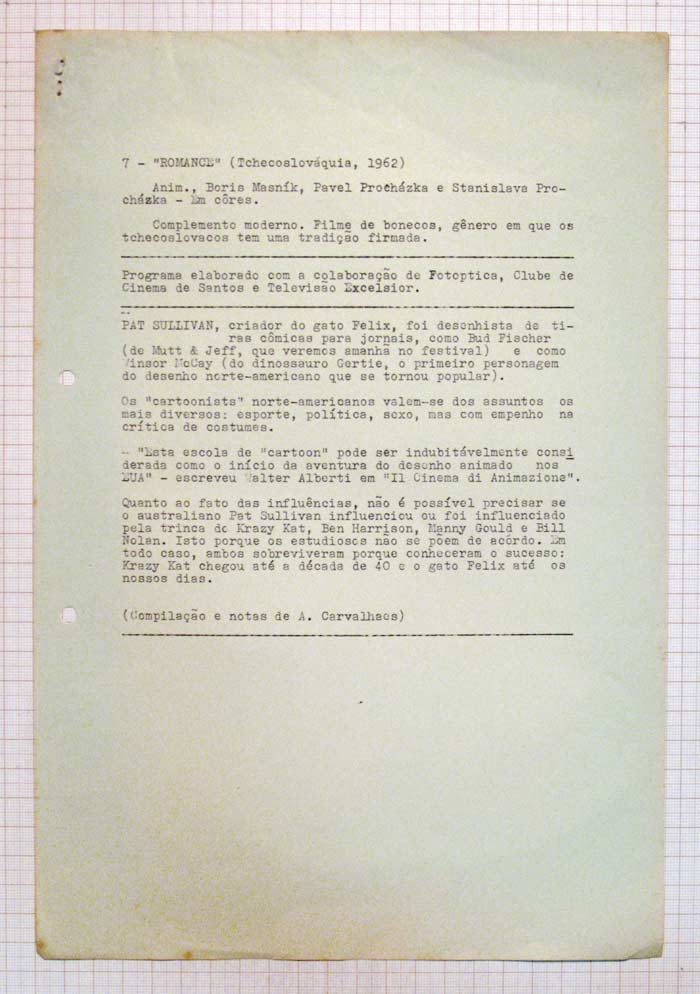 7 - "ROMANCE" (Tchecoslováquia, 1962)
Anim., Boris Masník, Pavel Procházka e Stanislava Pro-
cházka - Em côres.
Complemento moderno. Filme de bonecos, gênero em que os
tchecoslovacos tem uma tradição firmada.
Programa elaborado com a colaboração de Fotoptica, Clube de
Cinema de Santos e Televisão Excelsior.
PAT SULLIVAN, criador do gato Felix, foi desenhista de ti-
ras cômicas para jornais, como Bud Fischer
(de Mutt & Jeff, que veremos amanhã no festival) e como
Winsor McCay (do dinossauro Gertie, o primeiro personagem
do desenho norte-americano que se tornou popular).
Os "cartoonists" norte-americanos valem-se dos assuntos os
mais diversos: esporte, política, sexo, mas com empenho na
crítica de costumes.
- "Esta escola de "cartoon" pode ser indubitávelmente consi
derada como o início da aventura do desenho animado nos
EUA" - escreveu Walter Alberti em "Il Cinema di Animazione".
Quanto ao fato das influências, não é possível precisar se
o australiano Pat Sullivan influenciou ou foi influenciado
pela trinca de Krazy Kat, Ben Harrison, Manny Gould e Bill
Nolan. Isto porque os estudiosos não se põem de acôrdo. Em
todo caso, ambos sobreviveram porque conheceram o sucesso:
Krazy Kat chegou até a década de 40 e o gato Felix até os
nossos dias.
(Compilação e notas de A. Carvalhaes)